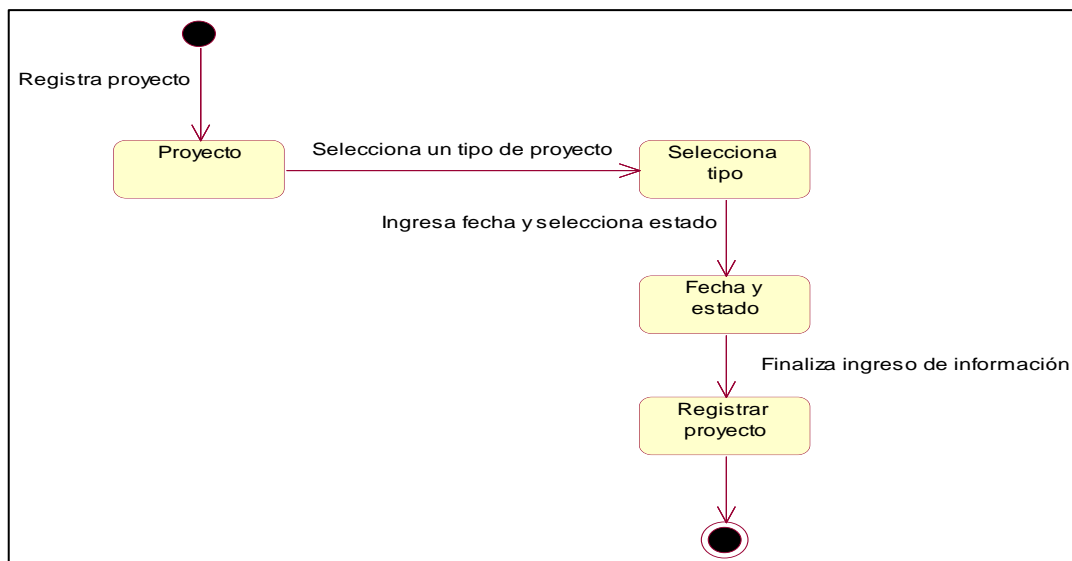 Registra proyecto
Proyecto
Selecciona un tipo de proyecto
Selecciona
tipo
Ingresa fecha y selecciona estado
Fecha y
estado
Finaliza ingreso de información
Registrar
proyecto